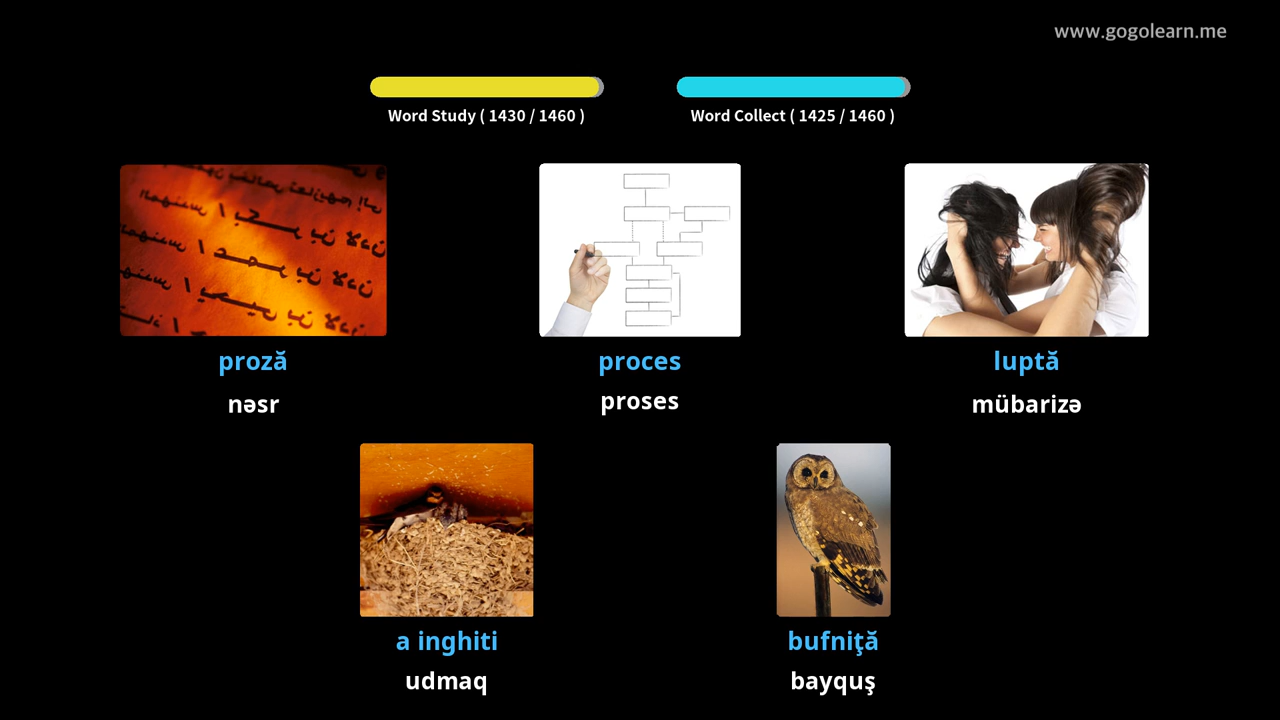 www.gogolearn.me
Word Study ( 1430 / 1460 )
Word Collect ( 1425 / 1460 )
proză
proces
luptă
nəsr
proses
mübarizə
a inghiti
bufniţă
udmaq
bayquş